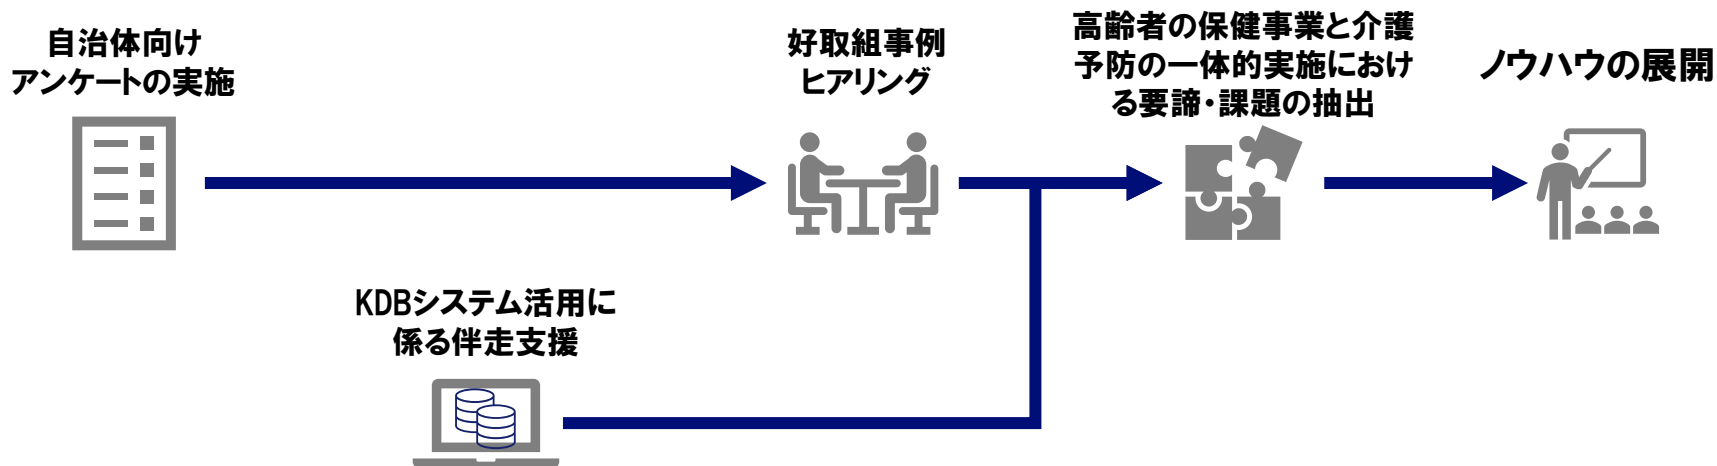 自治体向け
アンケートの実施
好取組事例
ヒアリング
高齢者の保健事業と介護
予防の一体的実施におけ
る要諦・課題の抽出
ノウハウの展開
KDBシステム活用に
係る伴走支援